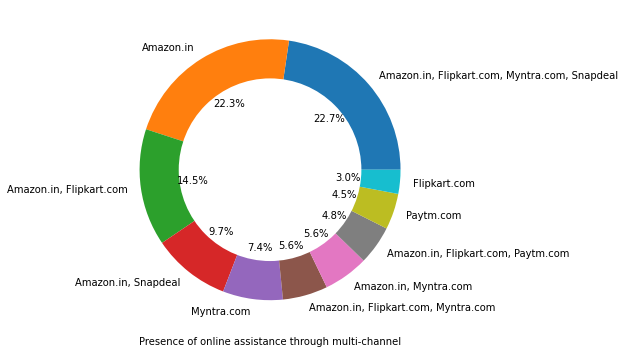 Amazon.in
Amazon.in, Flipkart.com, Myntra.com, Snapdeal
22.3%
22.7%
3.0%
14.5%
Flipkart.com
Amazon.in, Flipkart.com
4.5%
4.8%
Paytm.com
9.7%
5.6%
5.6%
7.4%
Amazon.in, Flipkart.com, Paytm.com
Amazon.in, Snapdeal
Amazon.in, Myntra.com
Myntra.com
Amazon.in, Flipkart.com, Myntra.com
Presence of online assistance through multi-channel